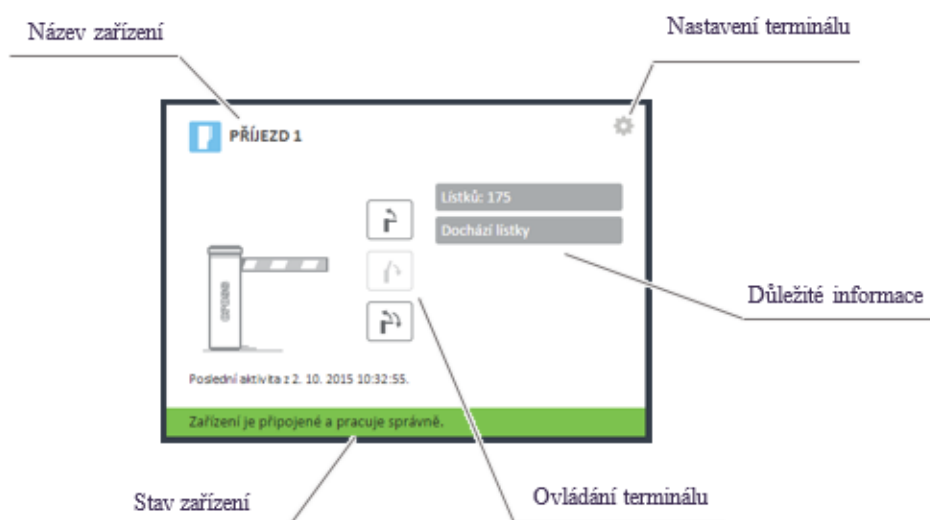 Název zařízení
Nastavení terminálu
PŘÍJEZD 1
Lístků: 175
Dochází lístky
Důležité informace
Poslední aktivita z 2. 10. 2015 10:32:55.
Zařízení je připojené a pracuje správně.
Stav zařízení
Ovládání terminálu